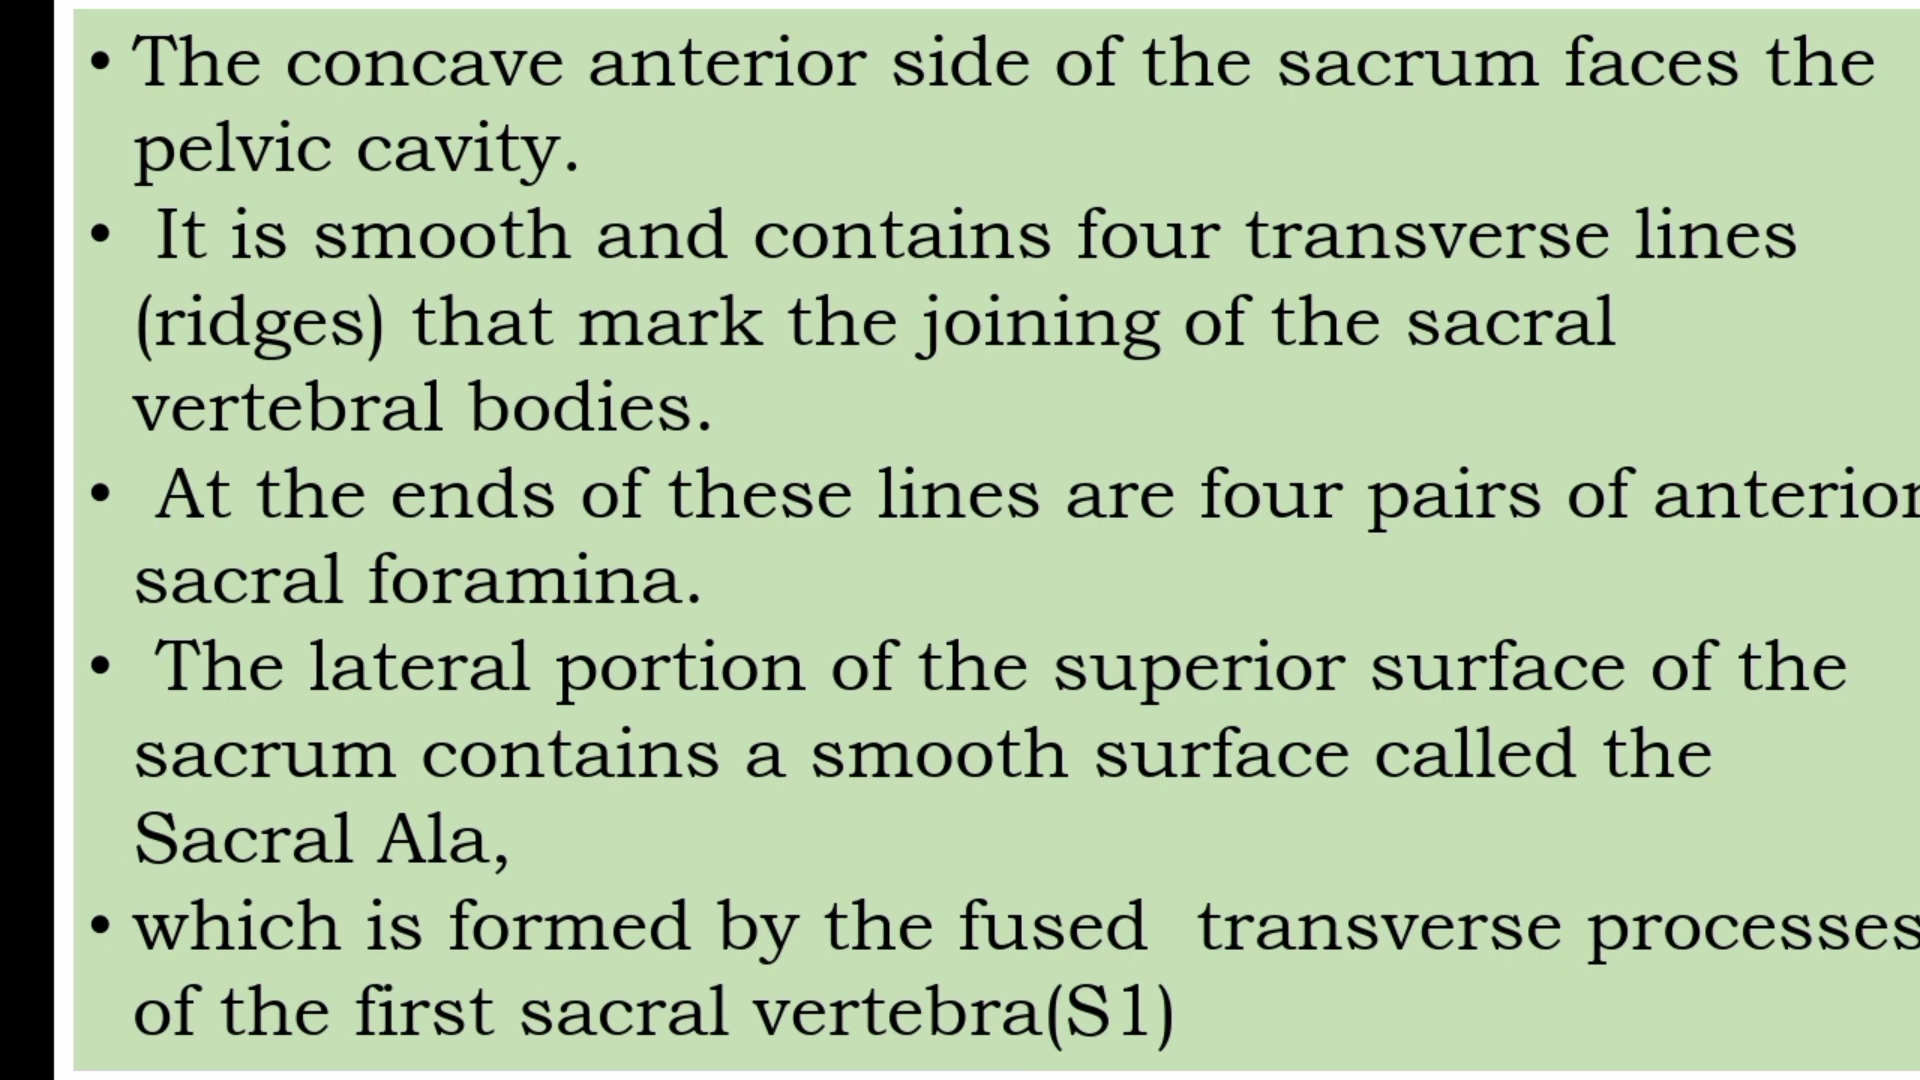 • The concave anterior side of the sacrum faces the
pelvic cavity.
• It is smooth and contains four transverse lines
(ridges) that mark the joining of the sacral
vertebral bodies.
• At the ends of these lines are four pairs of anterior
sacral foramina.
• The lateral portion of the superior surface of the
sacrum contains a smooth surface called the
Sacral Ala,
• which is formed by the fused transverse processes
of the first sacral vertebra(S1)